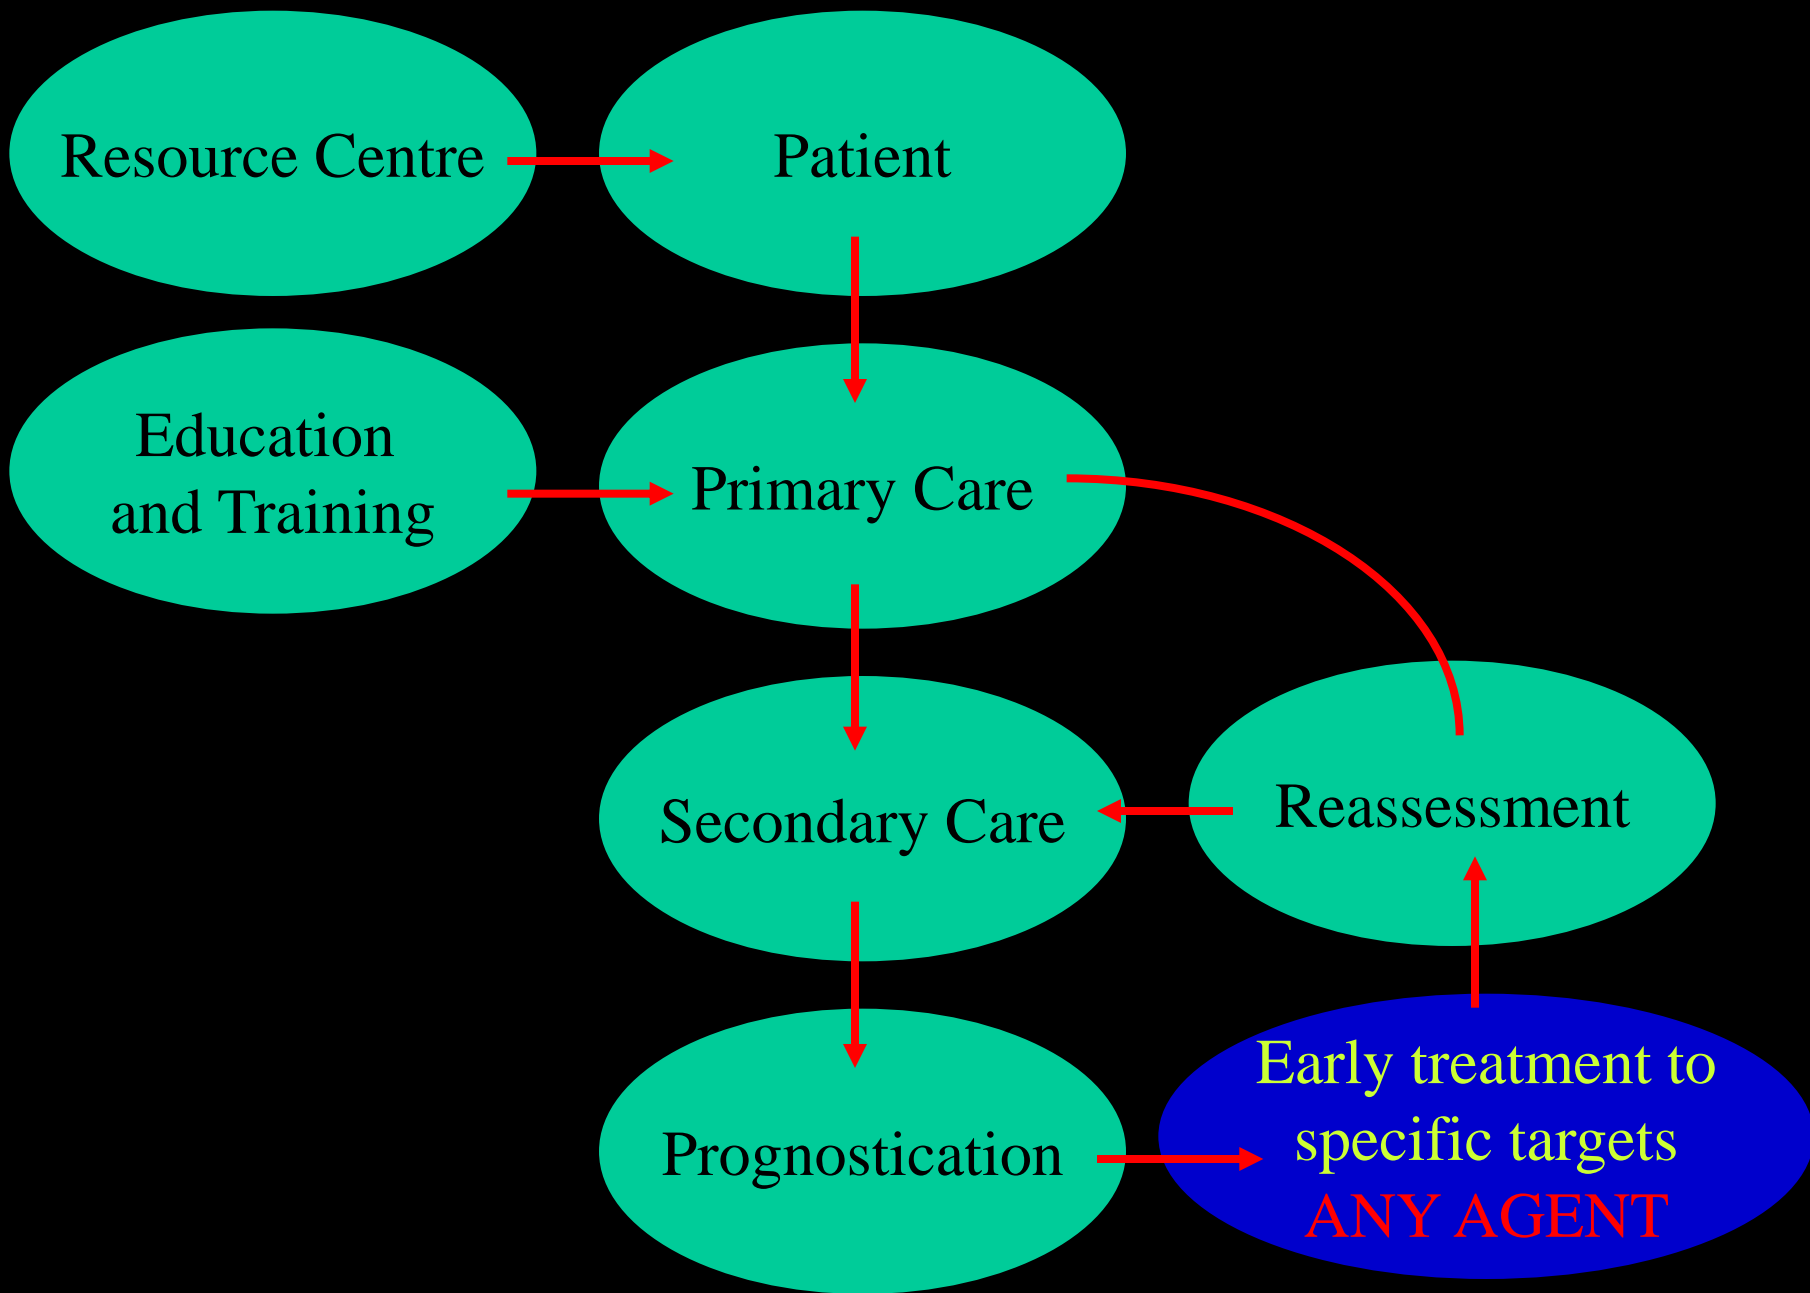 Resource Centre
Patient
Education
and Training
Primary Care
Secondary Care
Reassessment
Prognostication
Early treatment to
specific targets
ANY AGENT